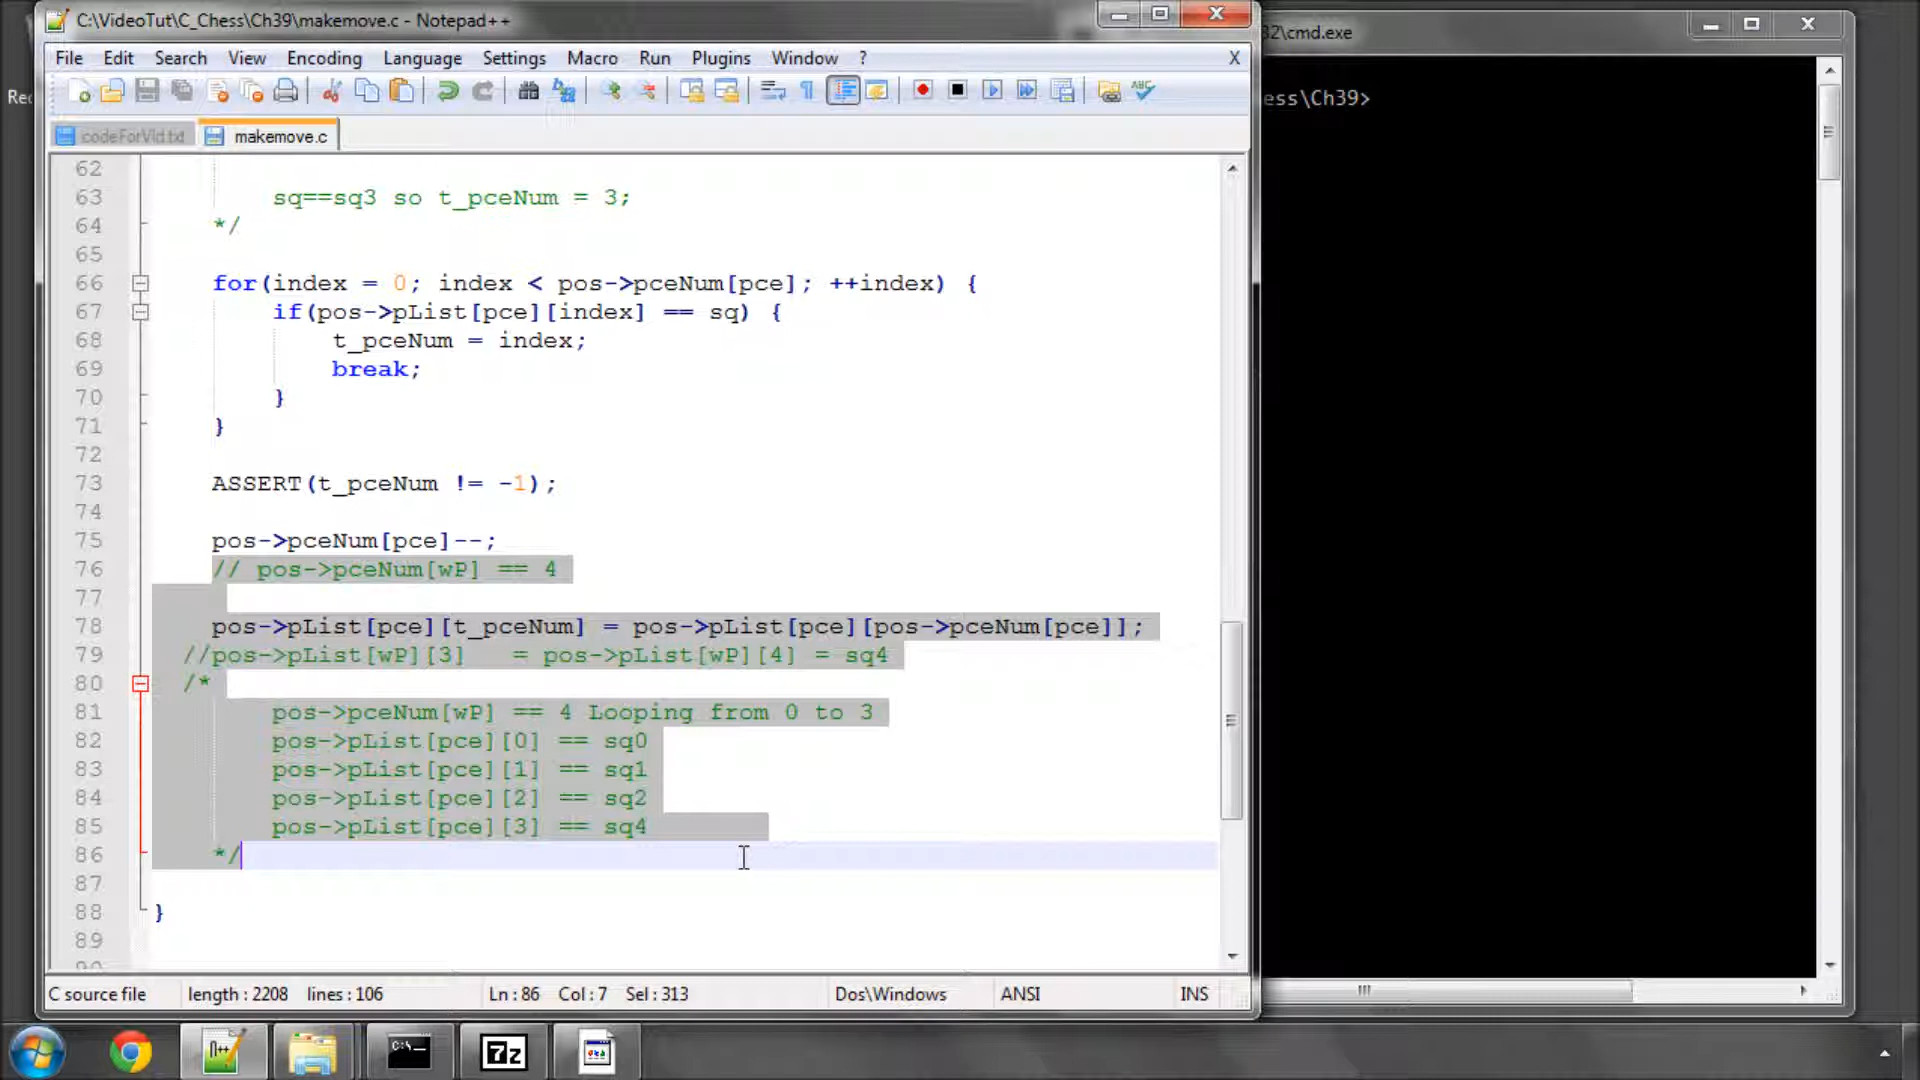 C:\VideoTut\C_Chess\Ch39\makemove.c - Notepad++
32\cmd.exe
File Edit Search View Encoding Language Settings Macro Run Plugins Window ? X
Rec
ess\Ch39>
codeForVid.txt makemove.c
62
63 sq==sq3 so t_pceNum = 3;
64 */
65
66 for(index = 0; index < pos->pceNum[pce]; ++index) {
67 if(pos->pList[pce][index] == sq) {
68 t_pceNum = index;
69 break;
70 }
71 }
72
73 ASSERT(t_pceNum != -1);
74
75 pos->pceNum[pce]--;
76 // pos->pceNum[wP] == 4
77
78 pos->pList[pce][t_pceNum] = pos->pList[pce][pos->pceNum[pce]];
79 //pos->pList[wP][3] = pos->pList[wP][4] = sq4
80 /*
81 pos->pceNum[wP] == 4 Looping from 0 to 3
82 pos->pList[pce][0] == sq0
83 pos->pList[pce][1] == sq1
84 pos->pList[pce][2] == sq2
85 pos->pList[pce][3] == sq4
86 */
87
88 }
89
90
C source file length : 2208 lines : 106 Ln : 86 Col : 7 Sel : 313 Dos\Windows ANSI INS
N++ C:\_ 7z